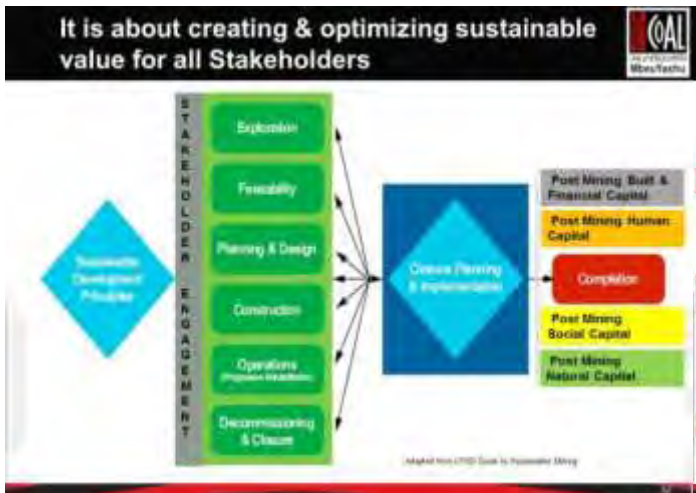 It is about creating & optimizing sustainable
value for all Stakeholders
COAL
STAKEHOLDER ENGAGEMENT
Exploration
Feasability
Planning & Design
Construction
Operations
Decommissioning
& Closure
Sustainable
Development
Principles
Closure Planning
& Implementation
Post Mining Built &
Financial Capital
Post Mining Human
Capital
Completion
Post Mining
Social Capital
Post Mining
Natural Capital